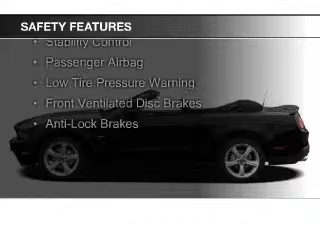 SAFETY FEATURES
• Stability Control
• Passenger Airbag
• Low Tire Pressure Warning
• Front Ventilated Disc Brakes
• Anti-Lock Brakes